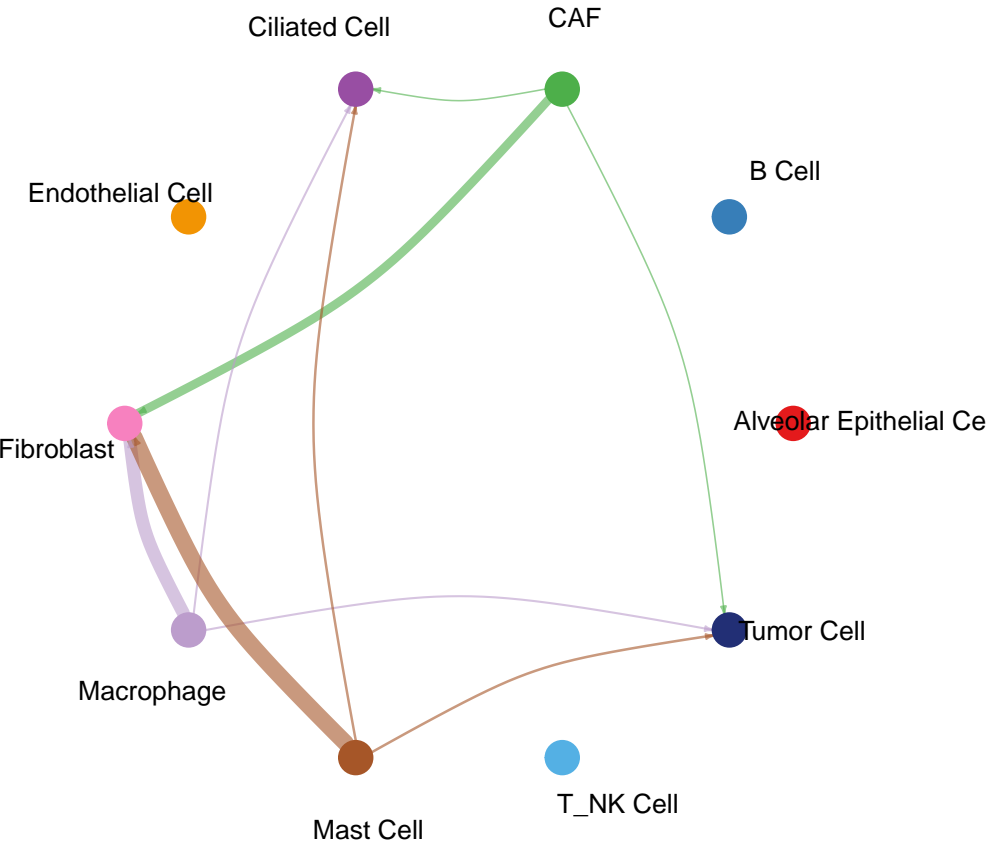 CAF
Ciliated Cell
B Cell
Endothelial Cell
Alveolar Epithelial Ce
Fibroblast
Tumor Cell
Macrophage
T_NK Cell
Mast Cell